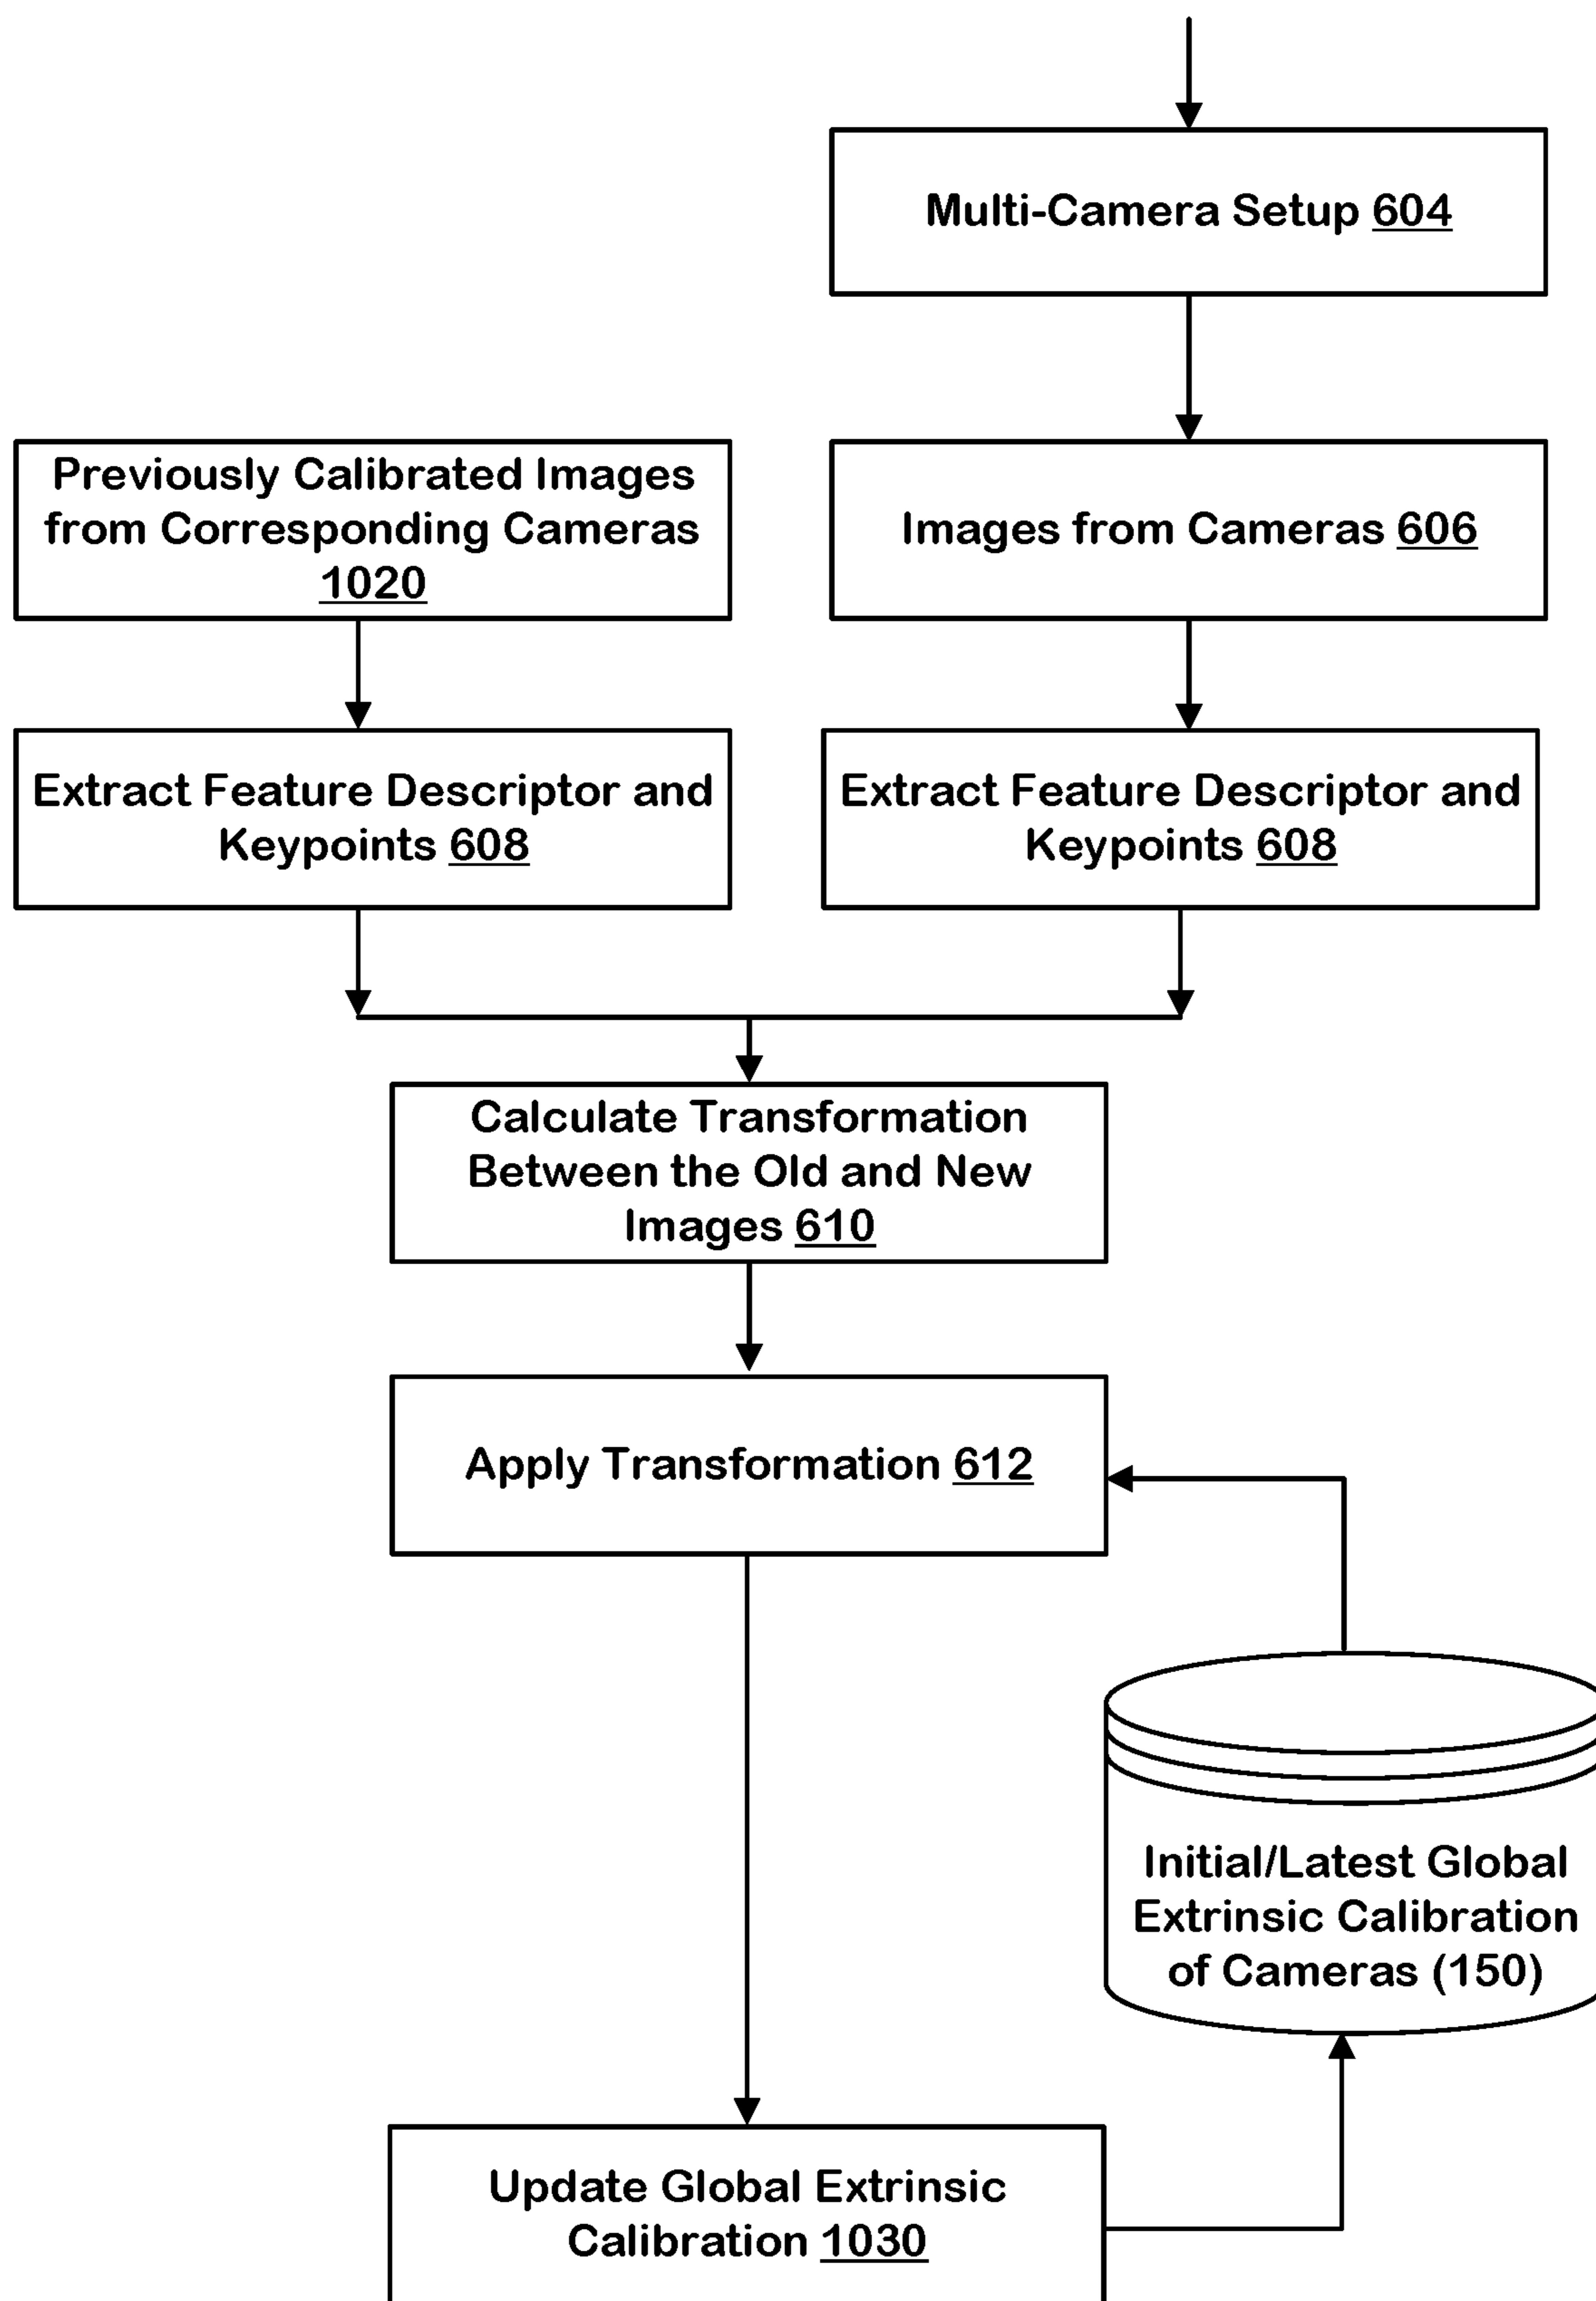 Multi-Camera Setup 604
Previously Calibrated Images
from Corresponding Cameras
1020
Images from Cameras 606
Extract Feature Descriptor and
Keypoints 608
Extract Feature Descriptor and
Keypoints 608
Calculate Transformation
Between the Old and New
Images 610
Apply Transformation 612
Initial/Latest Global
Extrinsic Calibration
of Cameras (150)
Update Global Extrinsic
Calibration 1030